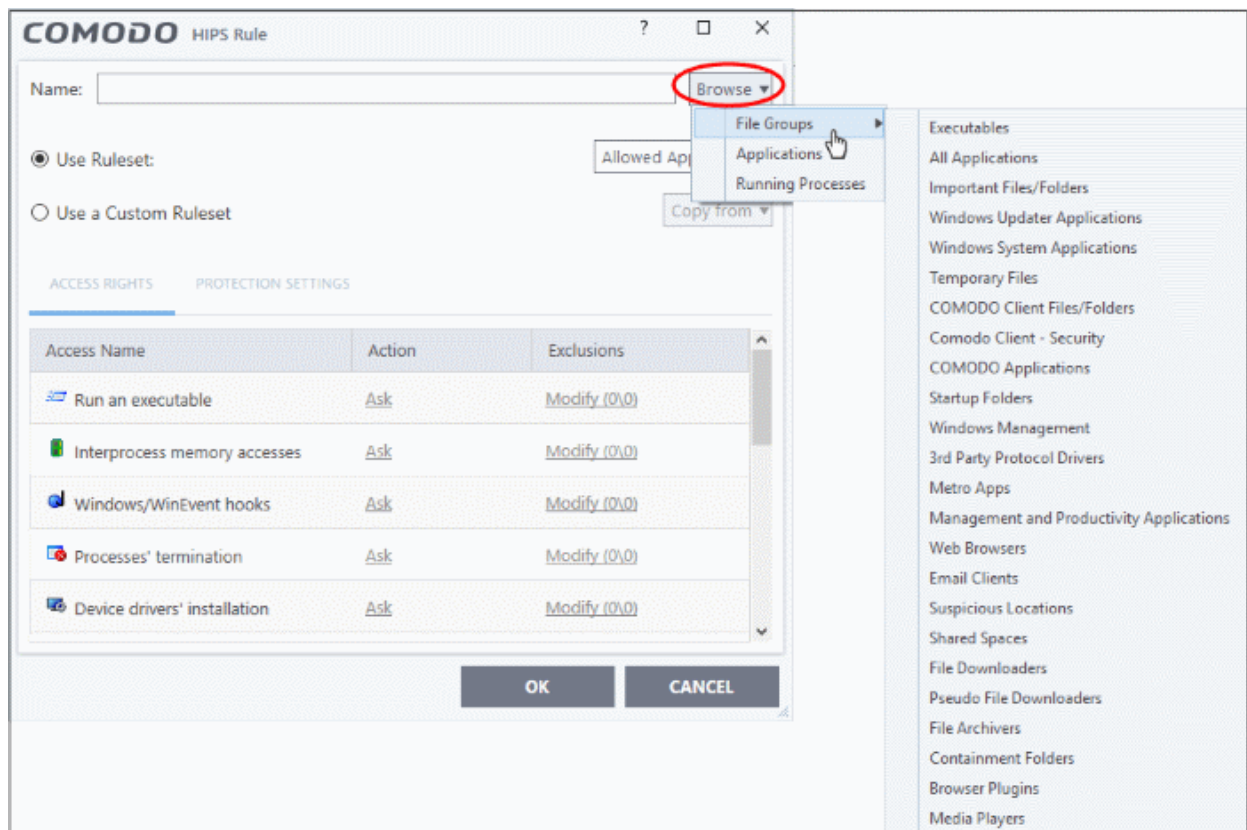 COMODO HIPS Rule ?
Name: Browse
File Groups
Applications
Running Processes
Use Ruleset: Allowed
Use a Custom Ruleset Copy from
ACCESS RIGHTS PROTECTION SETTINGS
Access Name Action Exclusions
Run an executable Ask Modify (0\0)
Interprocess memory accesses Ask Modify (0\0)
Windows/WinEvent hooks Ask Modify (0\0)
Processes' termination Ask Modify (0\0)
Device drivers' installation Ask Modify (0\0)
OK CANCEL
Executables
All Applications
Important Files/Folders
Windows Updater Applications
Windows System Applications
Temporary Files
COMODO Client Files/Folders
Comodo Client - Security
COMODO Applications
Startup Folders
Windows Management
3rd Party Protocol Drivers
Metro Apps
Management and Productivity Applications
Web Browsers
Email Clients
Suspicious Locations
Shared Spaces
File Downloaders
Pseudo File Downloaders
File Archivers
Containment Folders
Browser Plugins
Media Players